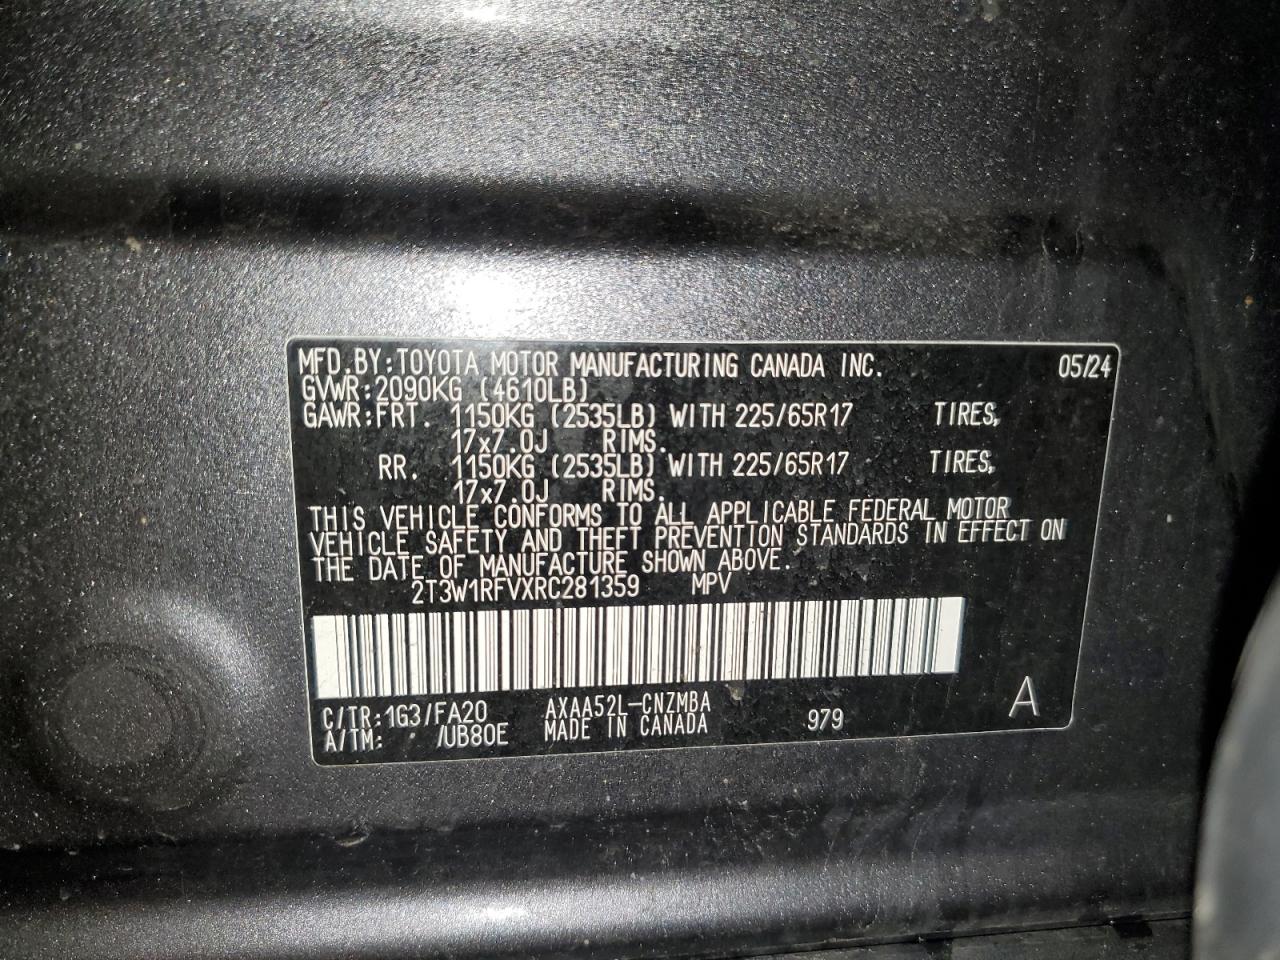 MFD.BY:TOYOTA MOTOR MANUFACTURING CANADA INC. 05/24
GVWR:2090KG (4610LB)
GAWR:FRT. 1150KG (2535LB) WITH 225/65R17 TIRES,
17x7.0J RIMS.
RR. 1150KG (2535LB) WITH 225/65R17 TIRES,
17x7.0J RIMS.
THIS VEHICLE CONFORMS TO ALL APPLICABLE FEDERAL MOTOR
VEHICLE SAFETY AND THEFT PREVENTION STANDARDS IN EFFECT ON
THE DATE OF MANUFACTURE SHOWN ABOVE.
2T3W1RFVXRC281359 MPV
C/TR:1G3/FA20 AXAA52L-CNZMBA
A/TM: /UB80E MADE IN CANADA 979 A